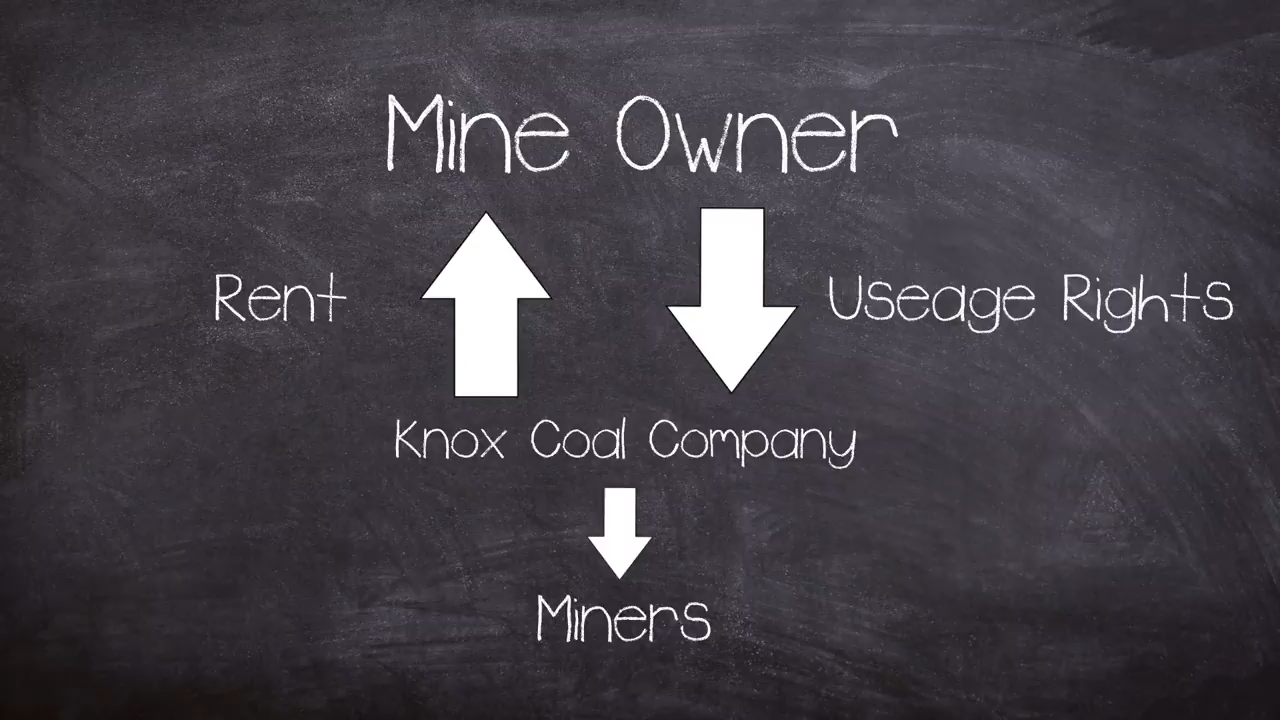 Mine Owner
Rent
Useage Rights
Knox Coal Company
Miners